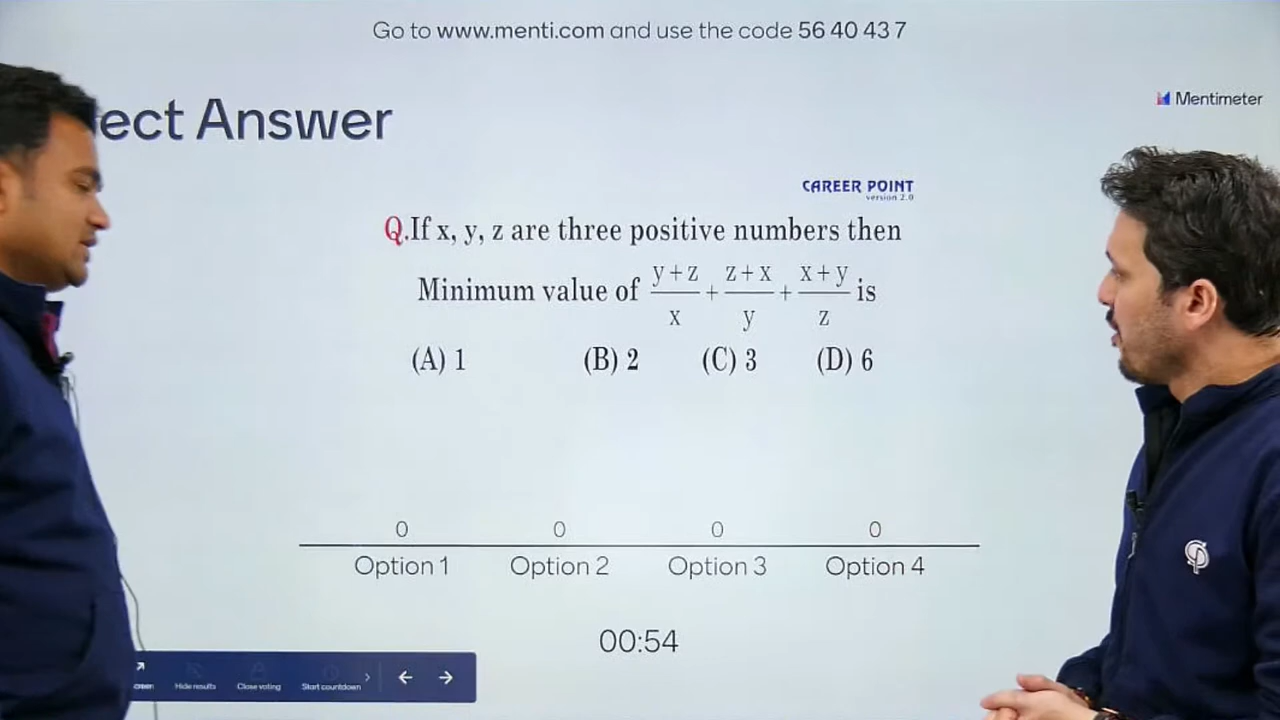 Go to www.menti.com and use the code 56 40 43 7
Mentimeter
ect Answer
CAREER POINT
version 2.0
Q.If x, y, z are three positive numbers then
Minimum value of (y+z)/x + (z+x)/y + (x+y)/z is
(A) 1 (B) 2 (C) 3 (D) 6
0 0 0 0
Option 1 Option 2 Option 3 Option 4
00:54
Hide results Close voting Start countdown